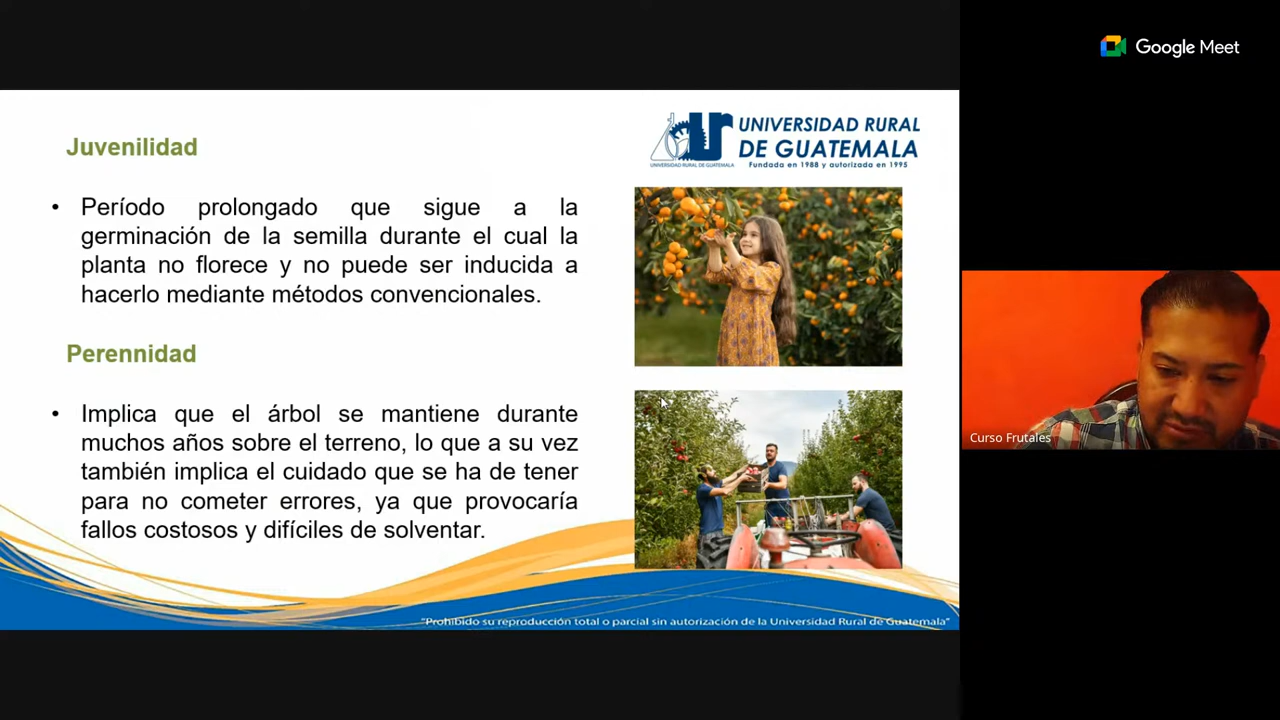 Google Meet
Juvenilidad
UNIVERSIDAD RURAL
DE GUATEMALA
Fundada en 1988 y autorizada en 1995
UNIVERSIDAD RURAL DE GUATEMALA
• Período prolongado que sigue a la
germinación de la semilla durante el cual la
planta no florece y no puede ser inducida a
hacerlo mediante métodos convencionales.
Perennidad
• Implica que el árbol se mantiene durante
muchos años sobre el terreno, lo que a su vez
también implica el cuidado que se ha de tener
para no cometer errores, ya que provocaría
fallos costosos y difíciles de solventar.
Curso Frutales
"Prohibido su reproducción total o parcial sin autorización de la Universidad Rural de Guatemala"